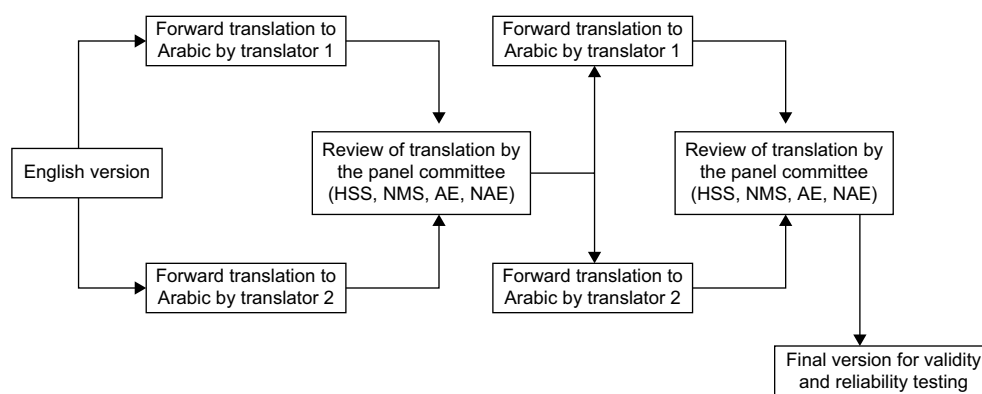 Forward translation to
Arabic by translator 1
English version
Forward translation to
Arabic by translator 2
Review of translation by
the panel committee
(HSS, NMS, AE, NAE)
Forward translation to
Arabic by translator 1
Forward translation to
Arabic by translator 2
Review of translation by
the panel committee
(HSS, NMS, AE, NAE)
Final version for validity
and reliability testing